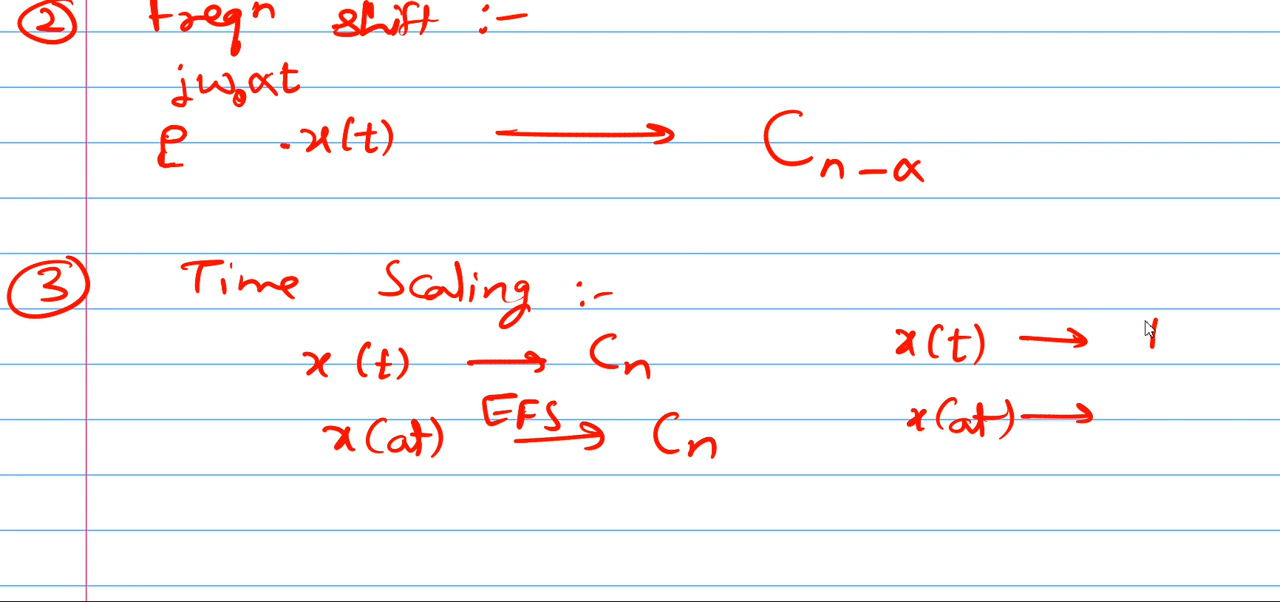 ② Freqn shift :-
jω₀αt
e .x(t) ⟶ Cn-α
③ Time Scaling :-
x(t) ⟶ Cn
x(t) ⟶
x(at) EFS⟶ Cn
x(at) ⟶